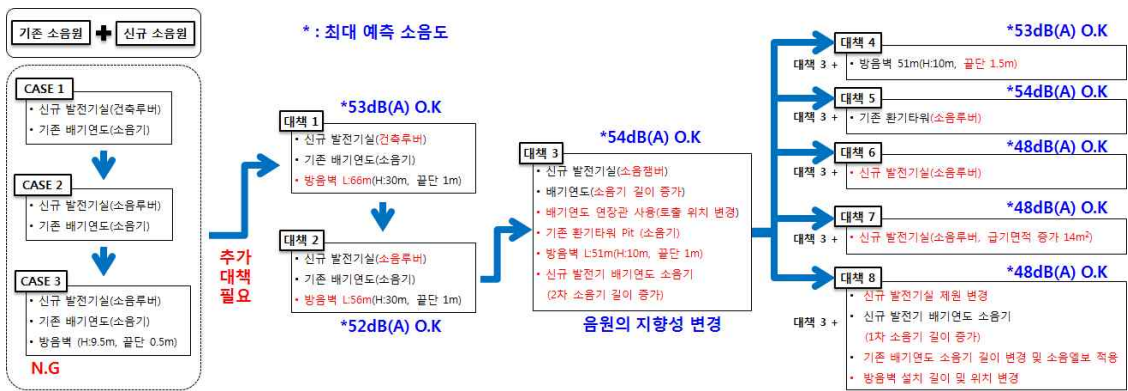 기존 소음원 + 신규 소음원
* : 최대 예측 소음도
CASE 1
• 신규 발전기실(건축루버)
• 기존 배기연도(소음기)
CASE 2
• 신규 발전기실(소음루버)
• 기존 배기연도(소음기)
CASE 3
• 신규 발전기실(소음루버)
• 기존 배기연도(소음기)
• 방음벽 (H:9.5m, 끝단 0.5m)
N.G
추가
대책
필요
*53dB(A) O.K
대책 1
• 신규 발전기실(건축루버)
• 기존 배기연도(소음기)
• 방음벽 L:66m(H:30m, 끝단 1m)
대책 2
• 신규 발전기실(소음루버)
• 기존 배기연도(소음기)
• 방음벽 L:56m(H:30m, 끝단 1m)
*52dB(A) O.K
*54dB(A) O.K
대책 3
• 신규 발전기실(소음챔버)
• 배기연도(소음기 길이 증가)
• 배기연도 연장관 사용(토출 위치 변경)
• 기존 환기타워 Pit (소음기)
• 방음벽 L:51m(H:10m, 끝단 1m)
• 신규 발전기 배기연도 소음기
(2차 소음기 길이 증가)
음원의 지향성 변경
*53dB(A) O.K
대책 4
대책 3 + • 방음벽 51m(H:10m, 끝단 1.5m)
*54dB(A) O.K
대책 5
대책 3 + • 기존 환기타워(소음루버)
*48dB(A) O.K
대책 6
대책 3 + • 신규 발전기실(소음루버)
*48dB(A) O.K
대책 7
대책 3 + • 신규 발전기실(소음루버, 급기면적 증가 14m²)
*48dB(A) O.K
대책 8
대책 3 +
• 신규 발전기실 제원 변경
• 신규 발전기 배기연도 소음기
(1차 소음기 길이 증가)
• 기존 배기연도 소음기 길이 변경 및 소음엘보 적용
• 방음벽 설치 길이 및 위치 변경